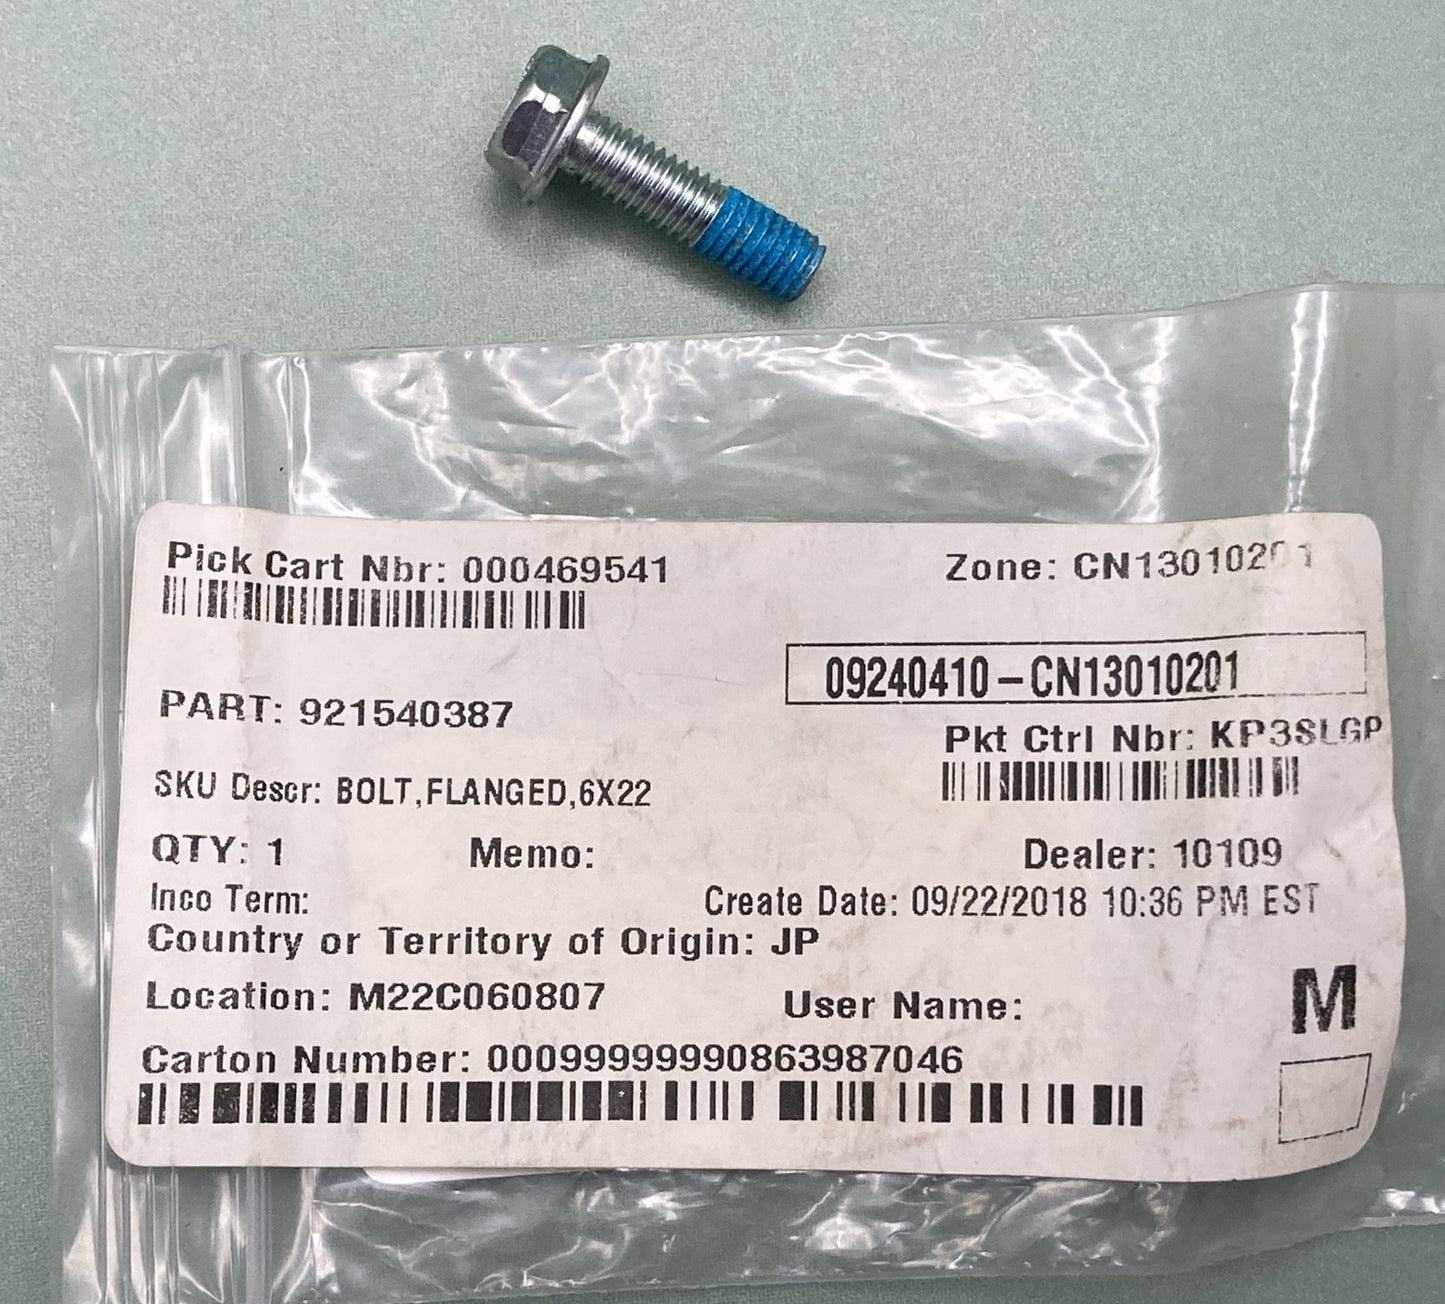 Pick Cart Nbr: 000469541
Zone: CN13010201
09240410-CN13010201
PART: 921540387
Pkt Ctrl Nbr: KP3SLGP
SKU Descr: BOLT,FLANGED,6X22
QTY: 1 Memo: Dealer: 10109
Inco Term: Create Date: 09/22/2018 10:36 PM EST
Country or Territory of Origin: JP
Location: M22C060807 User Name:
M
Carton Number: 00099999990863987046